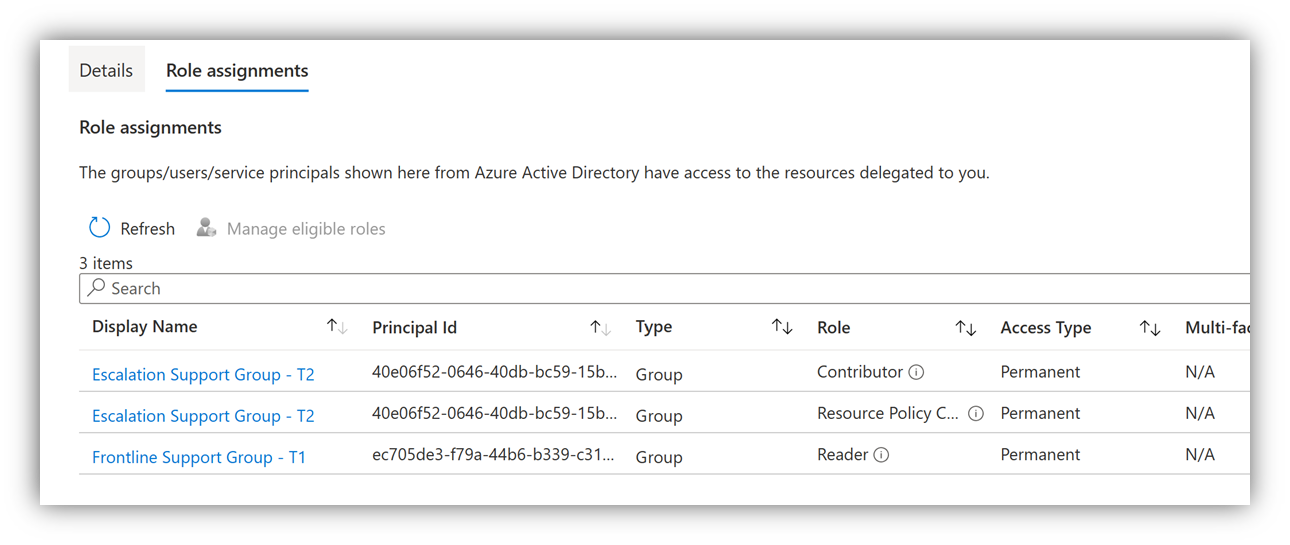 Details Role assignments
Role assignments
The groups/users/service principals shown here from Azure Active Directory have access to the resources delegated to you.
Refresh Manage eligible roles
3 items
Search
Display Name Principal Id Type Role Access Type Multi-fac
Escalation Support Group - T2 40e06f52-0646-40db-bc59-15b... Group Contributor Permanent N/A
Escalation Support Group - T2 40e06f52-0646-40db-bc59-15b... Group Resource Policy C... Permanent N/A
Frontline Support Group - T1 ec705de3-f79a-44b6-b339-c31... Group Reader Permanent N/A